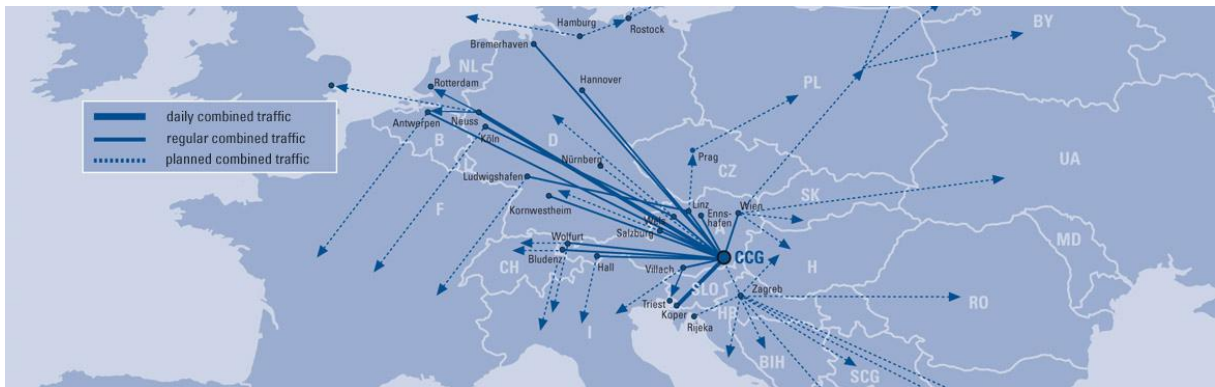 Hamburg
Rostock
Bremerhaven
BY
NL
Hannover
PL
Rotterdam
daily combined traffic
regular combined traffic
planned combined traffic
Antwerpen
Neuss
Köln
B
D
UA
Nürnberg
Prag
CZ
Ludwigshafen
SK
F
Kornwestheim
Linz
Enns-
hafen
Wien
Wels
Salzburg
A
MD
Wolfurt
Bludenz
CH
Hall
Villach
CCG
H
SLO
Zagreb
RO
Triest
Koper
Rijeka
HR
I
BIH
SCG